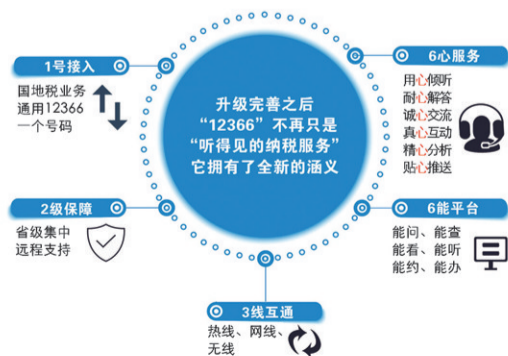 1号接入
国地税业务
通用12366
一个号码
6心服务
用心倾听
耐心解答
诚心交流
真心互动
精心分析
贴心推送
升级完善之后
“12366”不再只是
“听得见的纳税服务”
它拥有了全新的涵义
2级保障
省级集中
远程支持
6能平台
能问、能查
能看、能听
能约、能办
3线互通
热线、网线、
无线